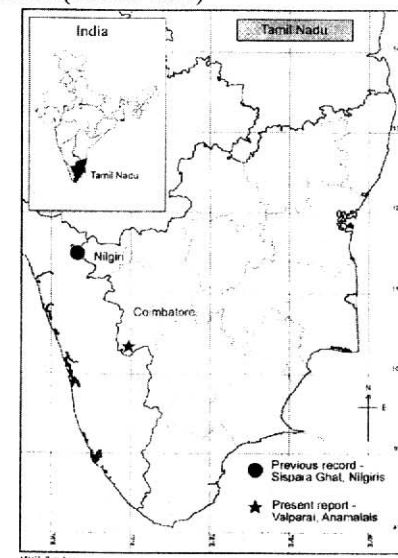 India
Tamil Nadu
Tamil Nadu
Nilgiri
Coimbatore
N
E
Previous record -
Sispara Ghat, Nilgiris
Present report -
Valparai, Anamalais